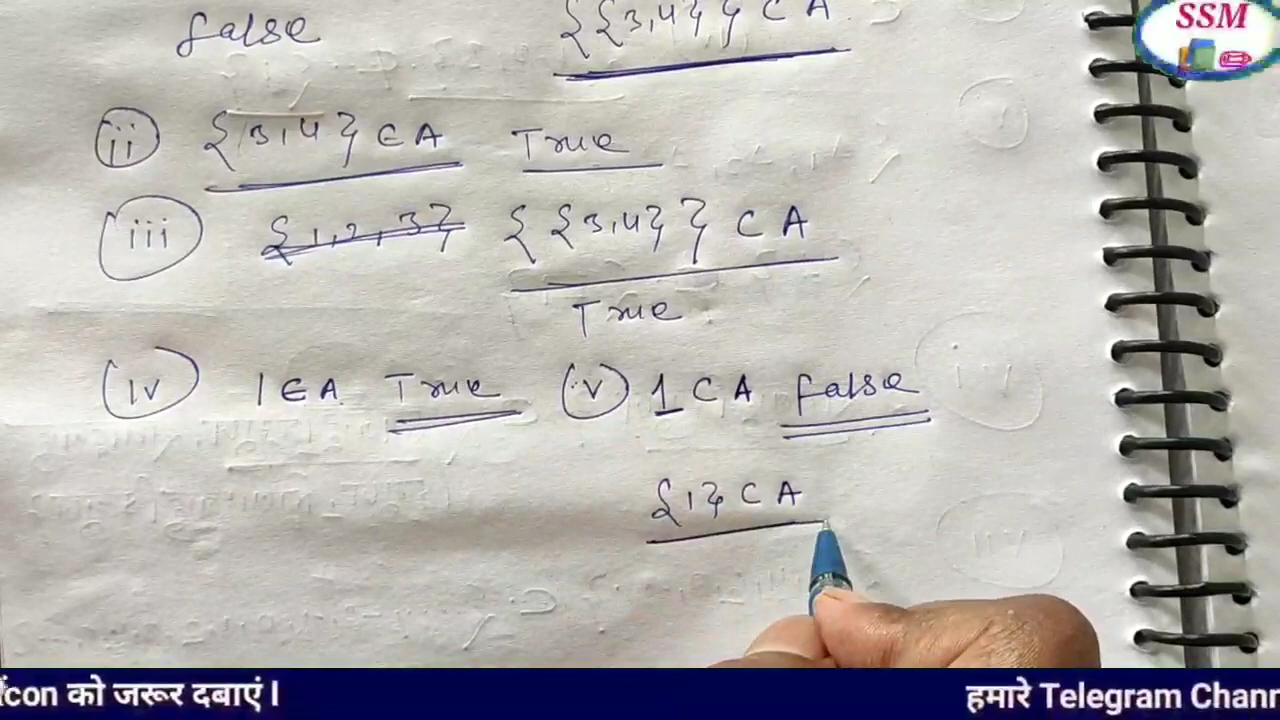 SSM
False {{3,4}} ⊂ A
(ii) {3,4} ∈ A True
(iii) {1,2,3} {{3,4}} ⊂ A
True
(iv) 1 ∈ A True (v) 1 ⊂ A False
{1} ⊂ A
icon को जरूर दबाएं l हमारे Telegram Chann